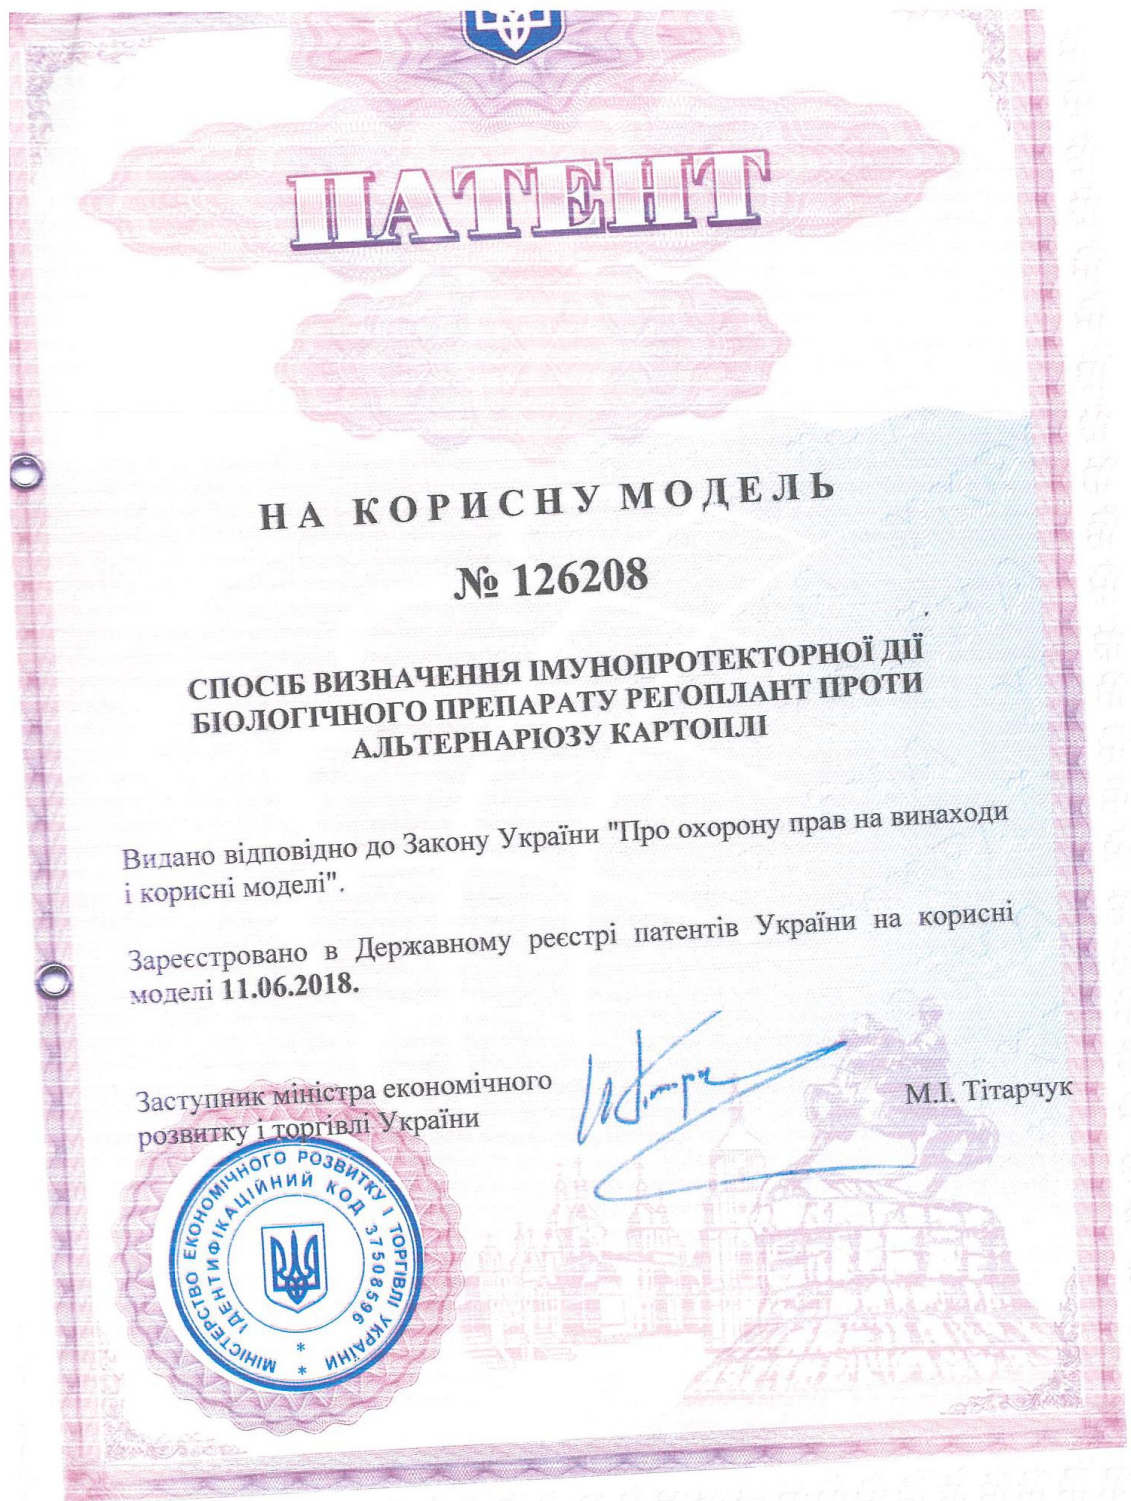 ПАТЕНТ
НА КОРИСНУ МОДЕЛЬ
№ 126208
СПОСІБ ВИЗНАЧЕННЯ ІМУНОПРОТЕКТОРНОЇ ДІЇ
БІОЛОГІЧНОГО ПРЕПАРАТУ РЕГОПЛАНТ ПРОТИ
АЛЬТЕРНАРІОЗУ КАРТОПЛІ
Видано відповідно до Закону України "Про охорону прав на винаходи
і корисні моделі".
Зареєстровано в Державному реєстрі патентів України на корисні
моделі 11.06.2018.
Заступник міністра економічного
розвитку і торгівлі України
М.І. Тітарчук
МІНІСТЕРСТВО ЕКОНОМІЧНОГО РОЗВИТКУ І ТОРГІВЛІ УКРАЇНИ *
ІДЕНТИФІКАЦІЙНИЙ КОД 37508596 *